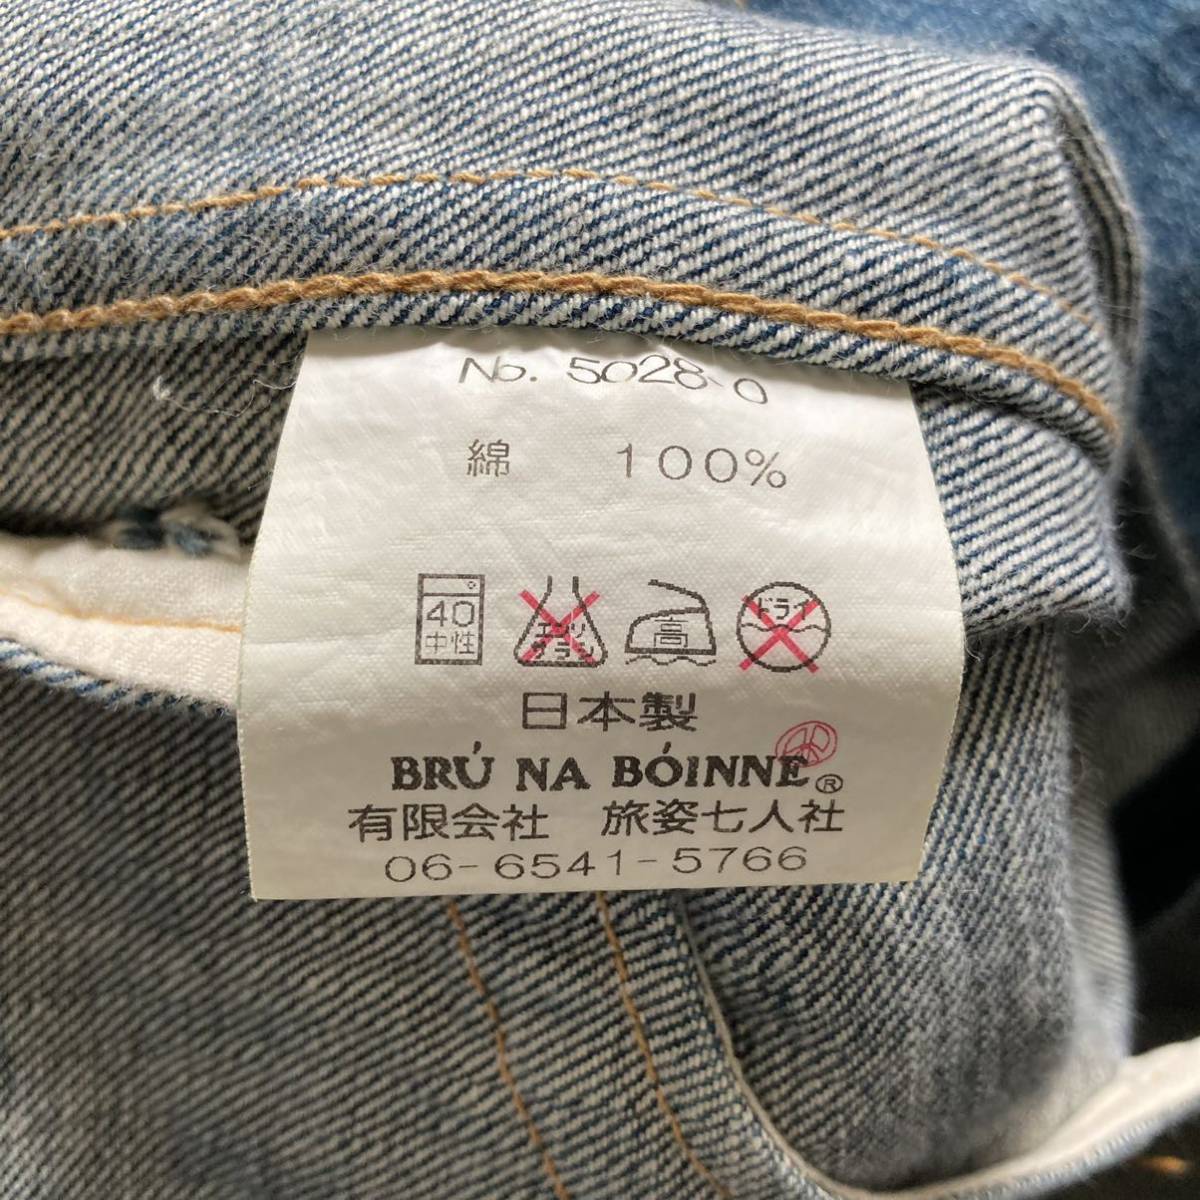 No. 5028-0
綿 100%
40
中性
エンソ
サラン
高
ドライ
日本製
BRÚ NA BÓINNE®
有限会社 旅姿七人社
06-6541-5766